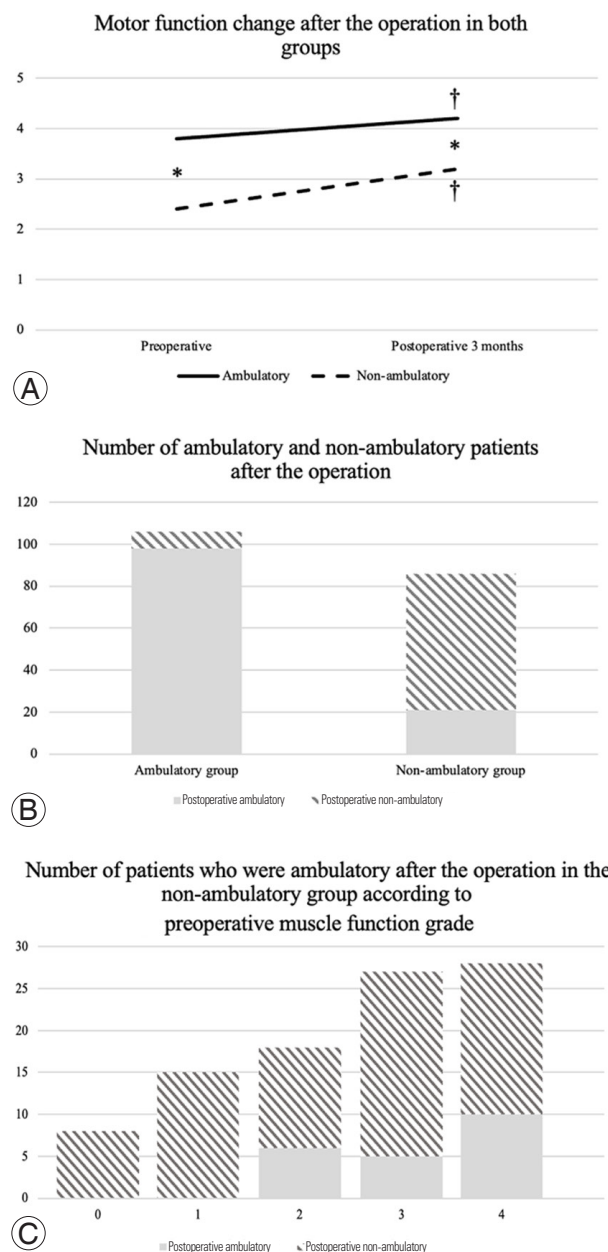 Motor function change after the operation in both
groups
5
†
4
*
*
3
†
2
1
0
Preoperative Postoperative 3 months
Ambulatory Non-ambulatory
A
Number of ambulatory and non-ambulatory patients
after the operation
120
100
80
60
40
20
0
Ambulatory group Non-ambulatory group
Postoperative ambulatory Postoperative non-ambulatory
B
Number of patients who were ambulatory after the operation in the
non-ambulatory group according to
preoperative muscle function grade
30
25
20
15
10
5
0
0 1 2 3 4
Postoperative ambulatory Postoperative non-ambulatory
C